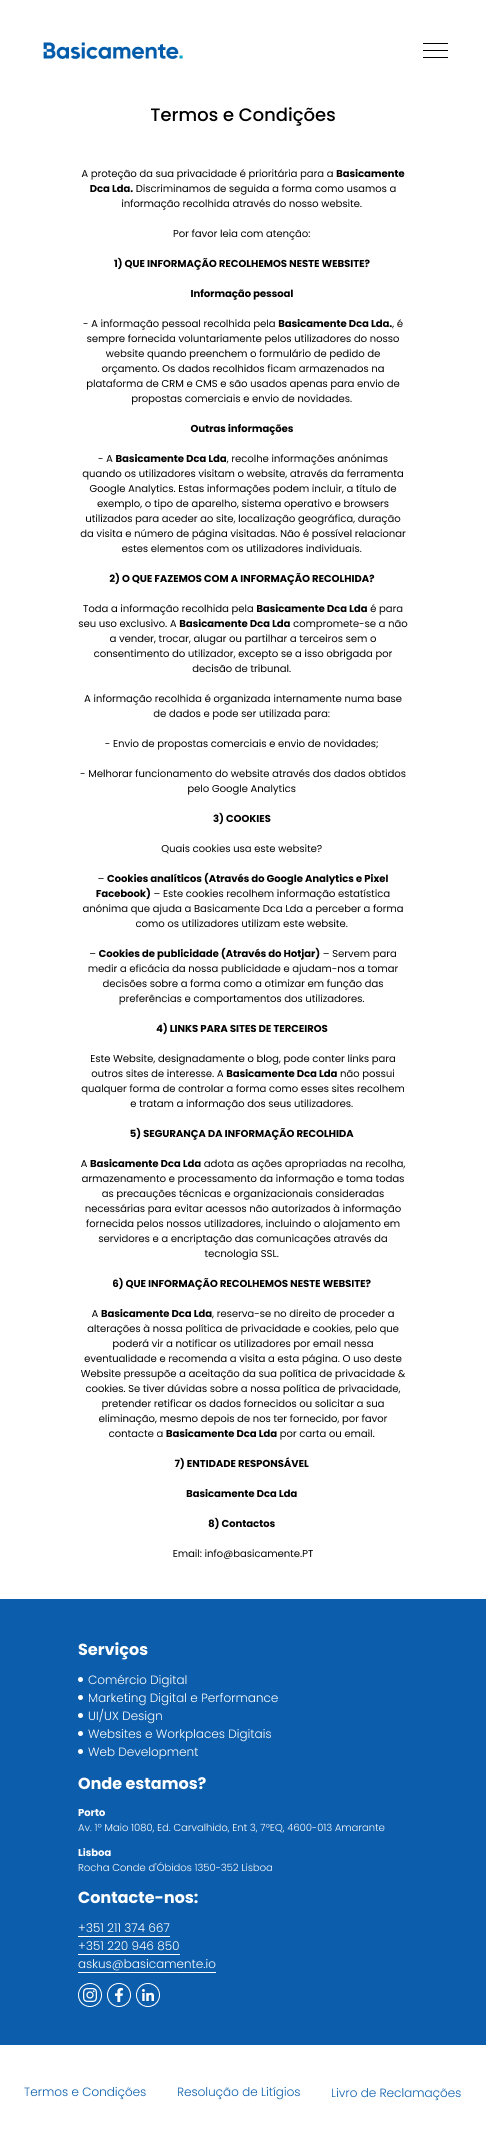 Basicamente.
Termos e Condições
A proteção da sua privacidade é prioritária para a Basicamente
Dca Lda. Discriminamos de seguida a forma como usamos a
informação recolhida através do nosso website.
Por favor leia com atenção:
1) QUE INFORMAÇÃO RECOLHEMOS NESTE WEBSITE?
Informação pessoal
- A informação pessoal recolhida pela Basicamente Dca Lda., é
sempre fornecida voluntariamente pelos utilizadores do nosso
website quando preenchem o formulário de pedido de
orçamento. Os dados recolhidos ficam armazenados na
plataforma de CRM e CMS e são usados apenas para envio de
propostas comerciais e envio de novidades.
Outras informações
- A Basicamente Dca Lda, recolhe informações anónimas
quando os utilizadores visitam o website, através da ferramenta
Google Analytics. Estas informações podem incluir, a título de
exemplo, o tipo de aparelho, sistema operativo e browsers
utilizados para aceder ao site, localização geográfica, duração
da visita e número de página visitadas. Não é possível relacionar
estes elementos com os utilizadores individuais.
2) O QUE FAZEMOS COM A INFORMAÇÃO RECOLHIDA?
Toda a informação recolhida pela Basicamente Dca Lda é para
seu uso exclusivo. A Basicamente Dca Lda compromete-se a não
a vender, trocar, alugar ou partilhar a terceiros sem o
consentimento do utilizador, excepto se a isso obrigada por
decisão de tribunal.
A informação recolhida é organizada internamente numa base
de dados e pode ser utilizada para:
- Envio de propostas comerciais e envio de novidades;
- Melhorar funcionamento do website através dos dados obtidos
pelo Google Analytics
3) COOKIES
Quais cookies usa este website?
– Cookies analíticos (Através do Google Analytics e Pixel
Facebook) – Este cookies recolhem informação estatística
anónima que ajuda a Basicamente Dca Lda a perceber a forma
como os utilizadores utilizam este website.
– Cookies de publicidade (Através do Hotjar) – Servem para
medir a eficácia da nossa publicidade e ajudam-nos a tomar
decisões sobre a forma como a otimizar em função das
preferências e comportamentos dos utilizadores.
4) LINKS PARA SITES DE TERCEIROS
Este Website, designadamente o blog, pode conter links para
outros sites de interesse. A Basicamente Dca Lda não possui
qualquer forma de controlar a forma como esses sites recolhem
e tratam a informação dos seus utilizadores.
5) SEGURANÇA DA INFORMAÇÃO RECOLHIDA
A Basicamente Dca Lda adota as ações apropriadas na recolha,
armazenamento e processamento da informação e toma todas
as precauções técnicas e organizacionais consideradas
necessárias para evitar acessos não autorizados à informação
fornecida pelos nossos utilizadores, incluindo o alojamento em
servidores e a encriptação das comunicações através da
tecnologia SSL.
6) QUE INFORMAÇÃO RECOLHEMOS NESTE WEBSITE?
A Basicamente Dca Lda, reserva-se no direito de proceder a
alterações à nossa política de privacidade e cookies, pelo que
poderá vir a notificar os utilizadores por email nessa
eventualidade e recomenda a visita a esta página. O uso deste
Website pressupõe a aceitação da sua política de privacidade &
cookies. Se tiver dúvidas sobre a nossa política de privacidade,
pretender retificar os dados fornecidos ou solicitar a sua
eliminação, mesmo depois de nos ter fornecido, por favor
contacte a Basicamente Dca Lda por carta ou email.
7) ENTIDADE RESPONSÁVEL
Basicamente Dca Lda
8) Contactos
Email: info@basicamente.PT
Serviços
Comércio Digital
Marketing Digital e Performance
UI/UX Design
Websites e Workplaces Digitais
Web Development
Onde estamos?
Porto
Av. 1º Maio 1080, Ed. Carvalhido, Ent 3, 7ºEQ, 4600-013 Amarante
Lisboa
Rocha Conde d'Óbidos 1350-352 Lisboa
Contacte-nos:
+351 211 374 667
+351 220 946 850
askus@basicamente.io
Termos e Condições Resolução de Litígios Livro de Reclamações